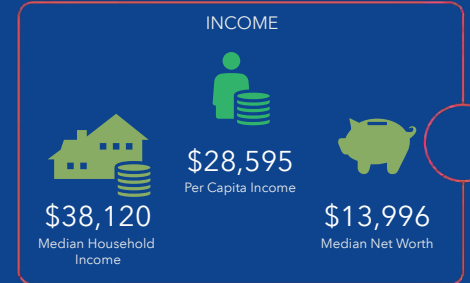 INCOME
$28,595
Per Capita Income
$38,120
Median Household
Income
$13,996
Median Net Worth